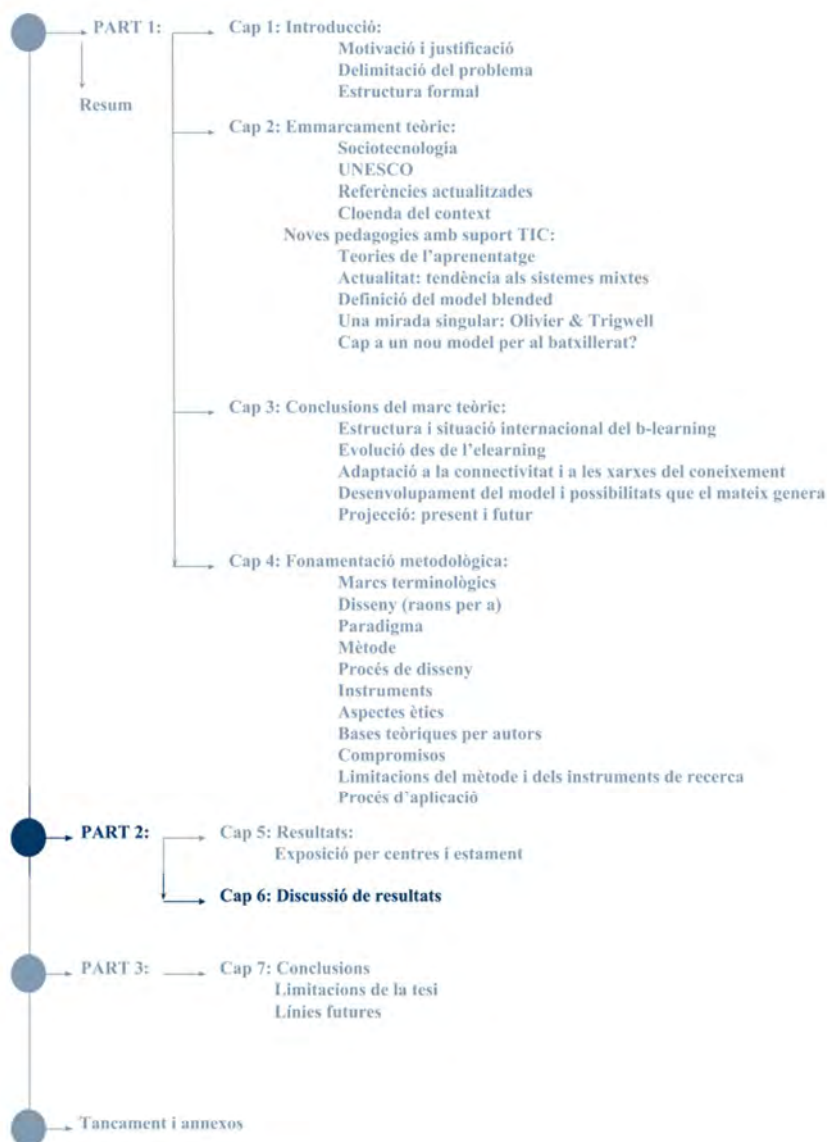 PART 1:
Resum
Cap 1: Introducció:
Motivació i justificació
Delimitació del problema
Estructura formal
Cap 2: Emmarcament teòric:
Sociotecnologia
UNESCO
Referències actualitzades
Cloenda del context
Noves pedagogies amb suport TIC:
Teories de l'aprenentatge
Actualitat: tendència als sistemes mixtes
Definició del model blended
Una mirada singular: Olivier & Trigwell
Cap a un nou model per al batxillerat?
Cap 3: Conclusions del marc teòric:
Estructura i situació internacional del b-learning
Evolució des de l'elearning
Adaptació a la connectivitat i a les xarxes del coneixement
Desenvolupament del model i possibilitats que el mateix genera
Projecció: present i futur
Cap 4: Fonamentació metodològica:
Marcs terminològics
Disseny (raons per a)
Paradigma
Mètode
Procés de disseny
Instruments
Aspectes ètics
Bases teòriques per autors
Compromisos
Limitacions del mètode i dels instruments de recerca
Procés d'aplicació
PART 2:
Cap 5: Resultats:
Exposició per centres i estament
Cap 6: Discussió de resultats
PART 3:
Cap 7: Conclusions
Limitacions de la tesi
Línies futures
Tancament i annexos